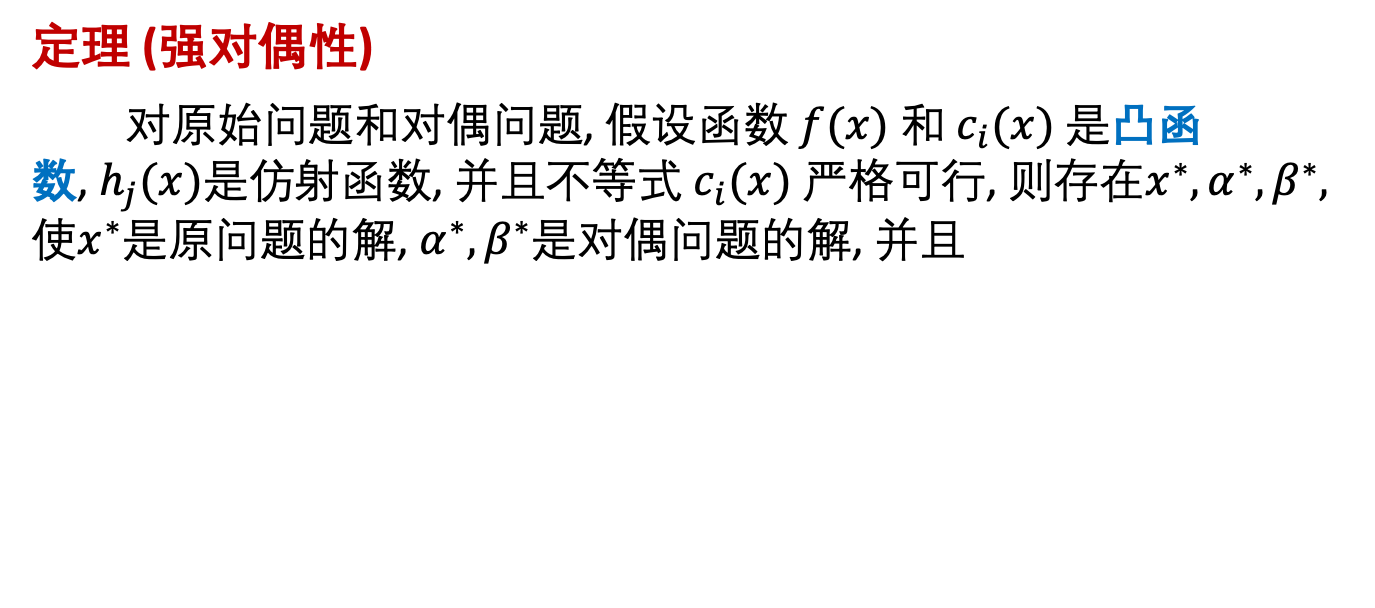 定理 (强对偶性)
对原始问题和对偶问题, 假设函数 f(x) 和 cᵢ(x) 是凸函
数, hⱼ(x)是仿射函数, 并且不等式 cᵢ(x) 严格可行, 则存在x*, α*, β*,
使x*是原问题的解, α*, β*是对偶问题的解, 并且